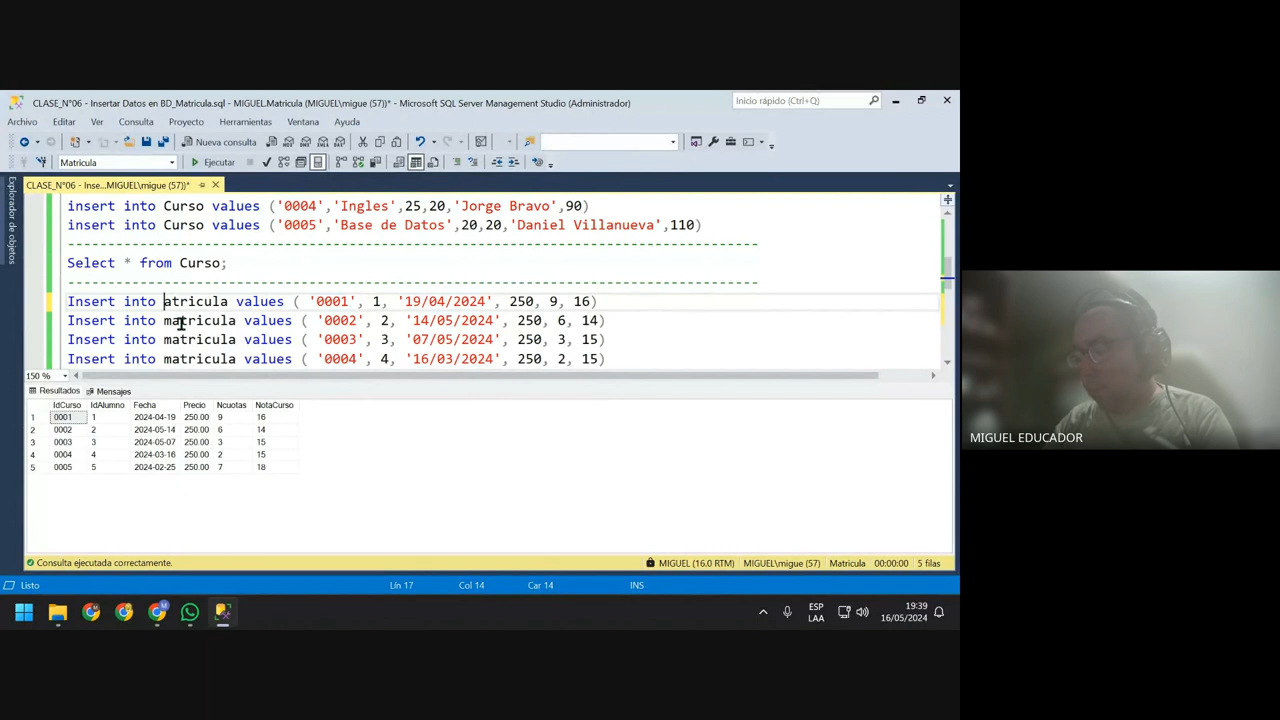 CLASE_N°06 - Insertar Datos en BD_Matricula.sql - MIGUEL.Matricula (MIGUEL\migue (57))* - Microsoft SQL Server Management Studio (Administrador)
Inicio rápido (Ctrl+Q)
Archivo Editar Ver Consulta Proyecto Herramientas Ventana Ayuda
Nueva consulta
Matricula Ejecutar
CLASE_N°06 - Inse...MIGUEL\migue (57))*
Explorador de objetos
insert into Curso values ('0004','Ingles',25,20,'Jorge Bravo',90)
insert into Curso values ('0005','Base de Datos',20,20,'Daniel Villanueva',110)
---------------------------------------------------------------------------------
Select * from Curso;
---------------------------------------------------------------------------------
Insert into atricula values ( '0001', 1, '19/04/2024', 250, 9, 16)
Insert into matricula values ( '0002', 2, '14/05/2024', 250, 6, 14)
Insert into matricula values ( '0003', 3, '07/05/2024', 250, 3, 15)
Insert into matricula values ( '0004', 4, '16/03/2024', 250, 2, 15)
150 %
Resultados Mensajes
IdCurso IdAlumno Fecha Precio Ncuotas NotaCurso
1 0001 1 2024-04-19 250.00 9 16
2 0002 2 2024-05-14 250.00 6 14
3 0003 3 2024-05-07 250.00 3 15
4 0004 4 2024-03-16 250.00 2 15
5 0005 5 2024-02-25 250.00 7 18
Consulta ejecutada correctamente.
MIGUEL (16.0 RTM) MIGUEL\migue (57) Matricula 00:00:00 5 filas
Listo Lín 17 Col 14 Car 14 INS
ESP
LAA
19:39
16/05/2024
MIGUEL EDUCADOR